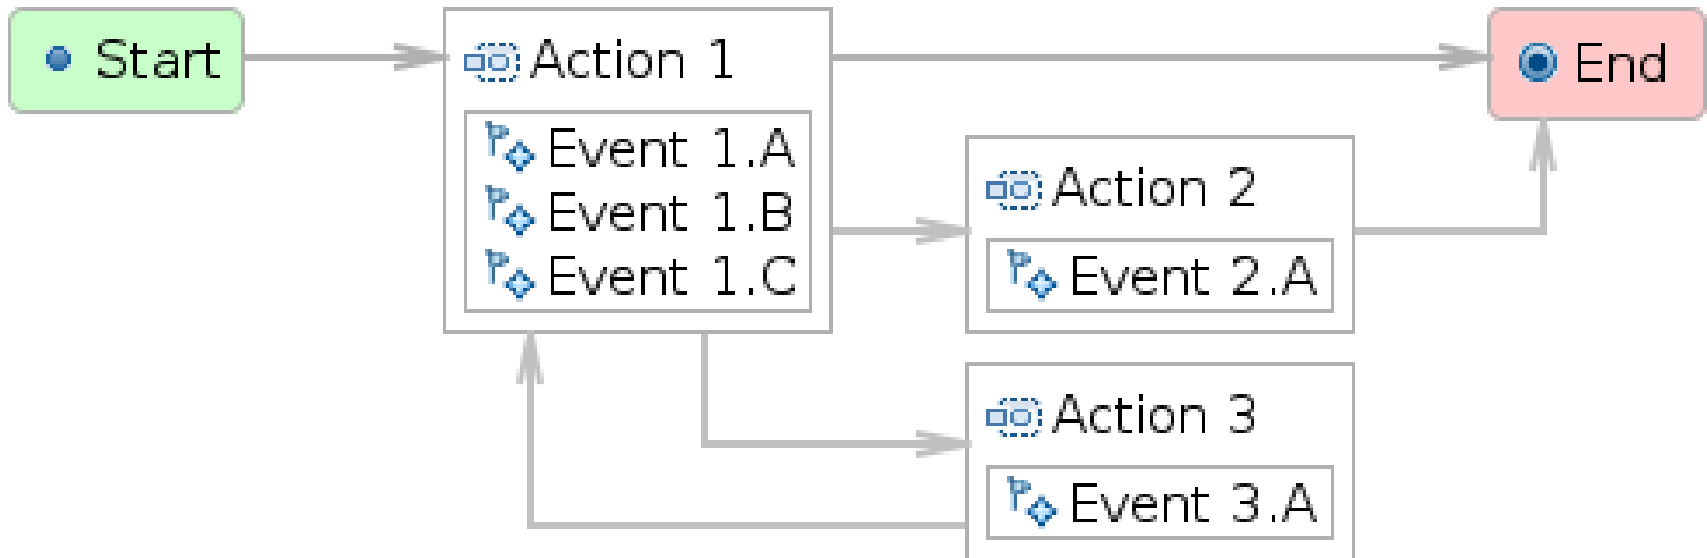 Start
Action 1
Event 1.A
Event 1.B
Event 1.C
End
Action 2
Event 2.A
Action 3
Event 3.A